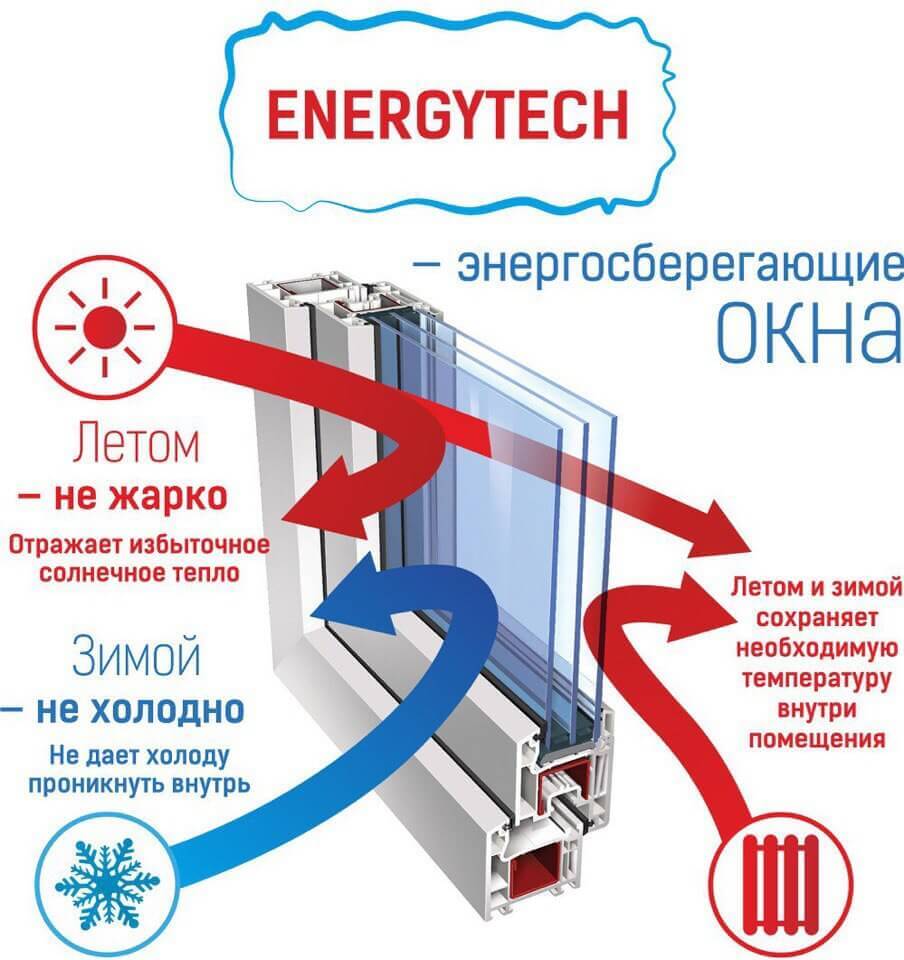 ENERGYTECH
– энергосберегающие
ОКНА
Летом
– не жарко
Отражает избыточное
солнечное тепло
Зимой
– не холодно
Не дает холоду
проникнуть внутрь
Летом и зимой
сохраняет
необходимую
температуру
внутри
помещения